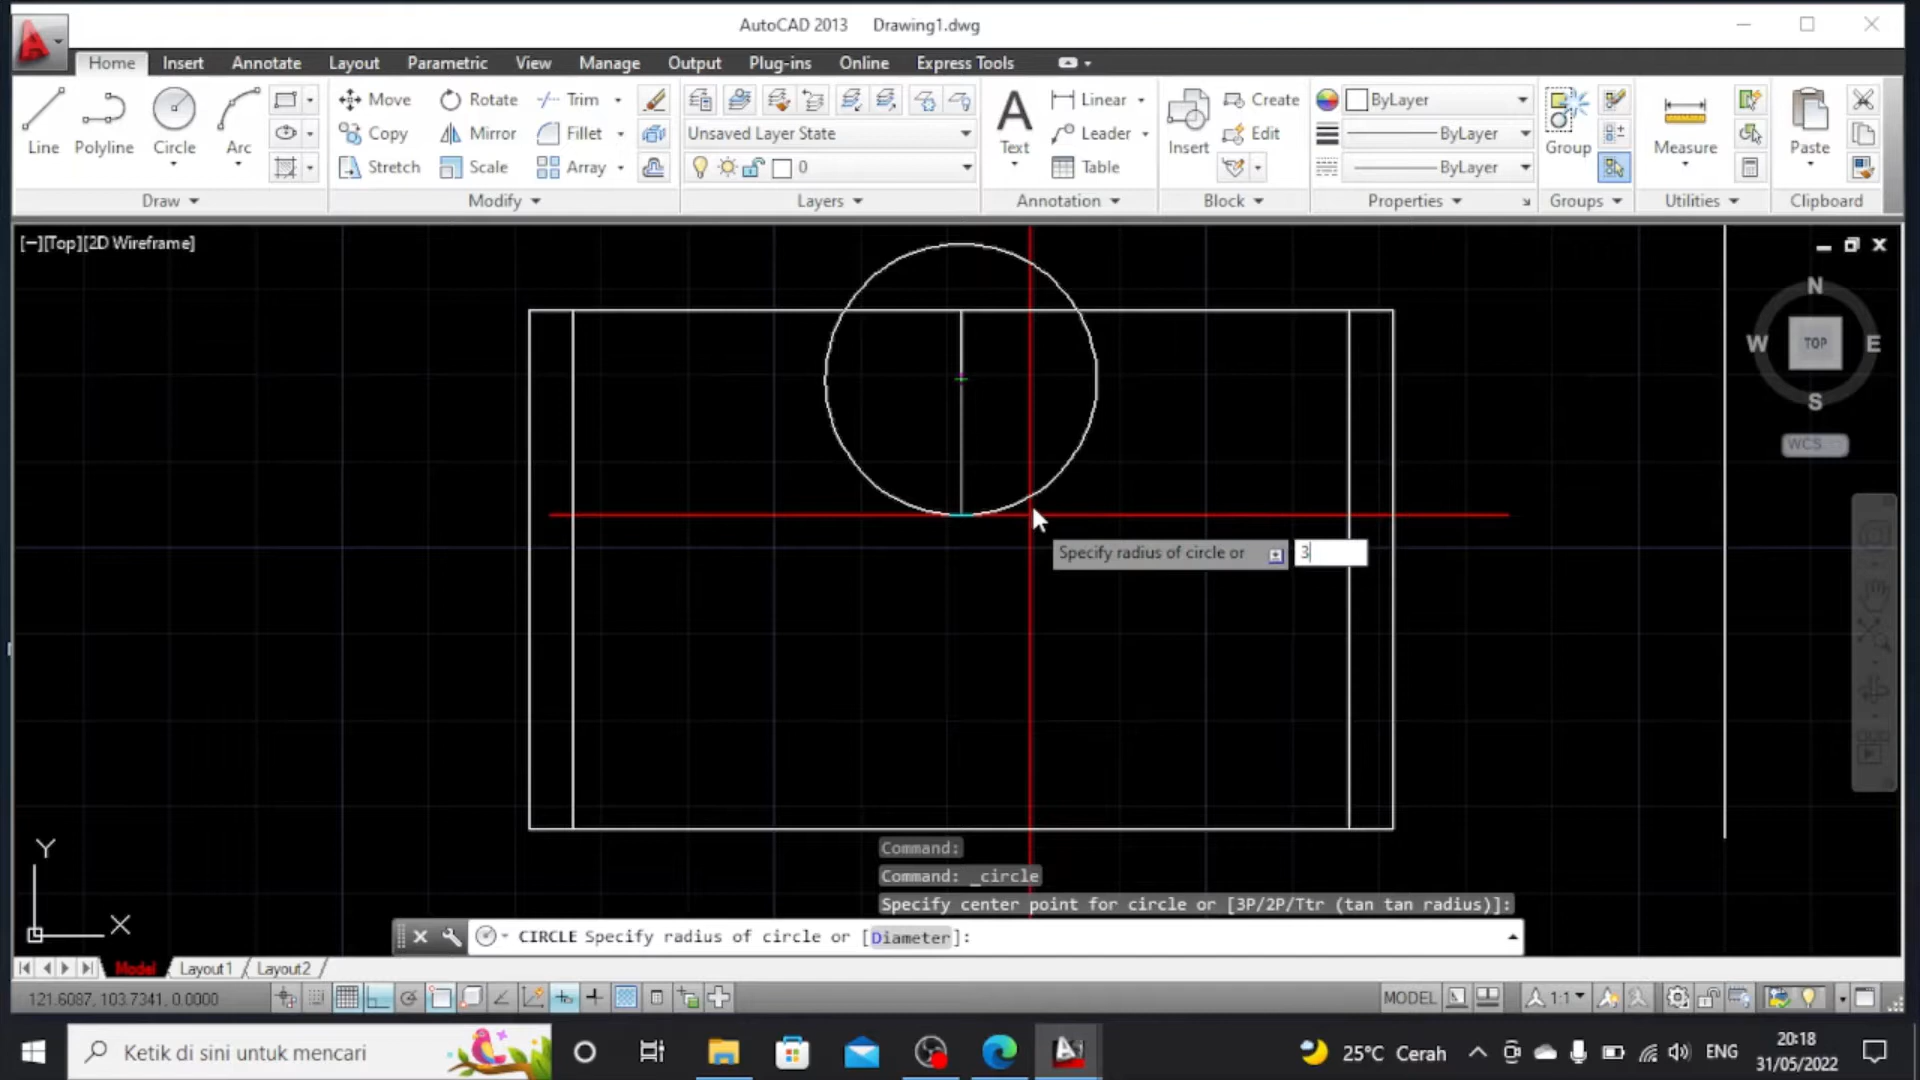 AutoCAD 2013 Drawing1.dwg
Home Insert Annotate Layout Parametric View Manage Output Plug-ins Online Express Tools
Line Polyline Circle Arc
Move Rotate Trim
Copy Mirror Fillet
Stretch Scale Array
Unsaved Layer State
0
Text
Linear
Leader
Table
Insert
Create
Edit
ByLayer
ByLayer
ByLayer
Group
Measure
Paste
Draw Modify Layers Annotation Block Properties Groups Utilities Clipboard
[−][Top][2D Wireframe]
N
W TOP E
S
WCS
Specify radius of circle or 3
Y
X
Command:
Command: _circle
Specify center point for circle or [3P/2P/Ttr (tan tan radius)]:
CIRCLE Specify radius of circle or [Diameter]:
Model Layout1 Layout2
121.6087, 103.7341, 0.0000 MODEL 1:1
Ketik di sini untuk mencari 25°C Cerah ENG 20:18
31/05/2022